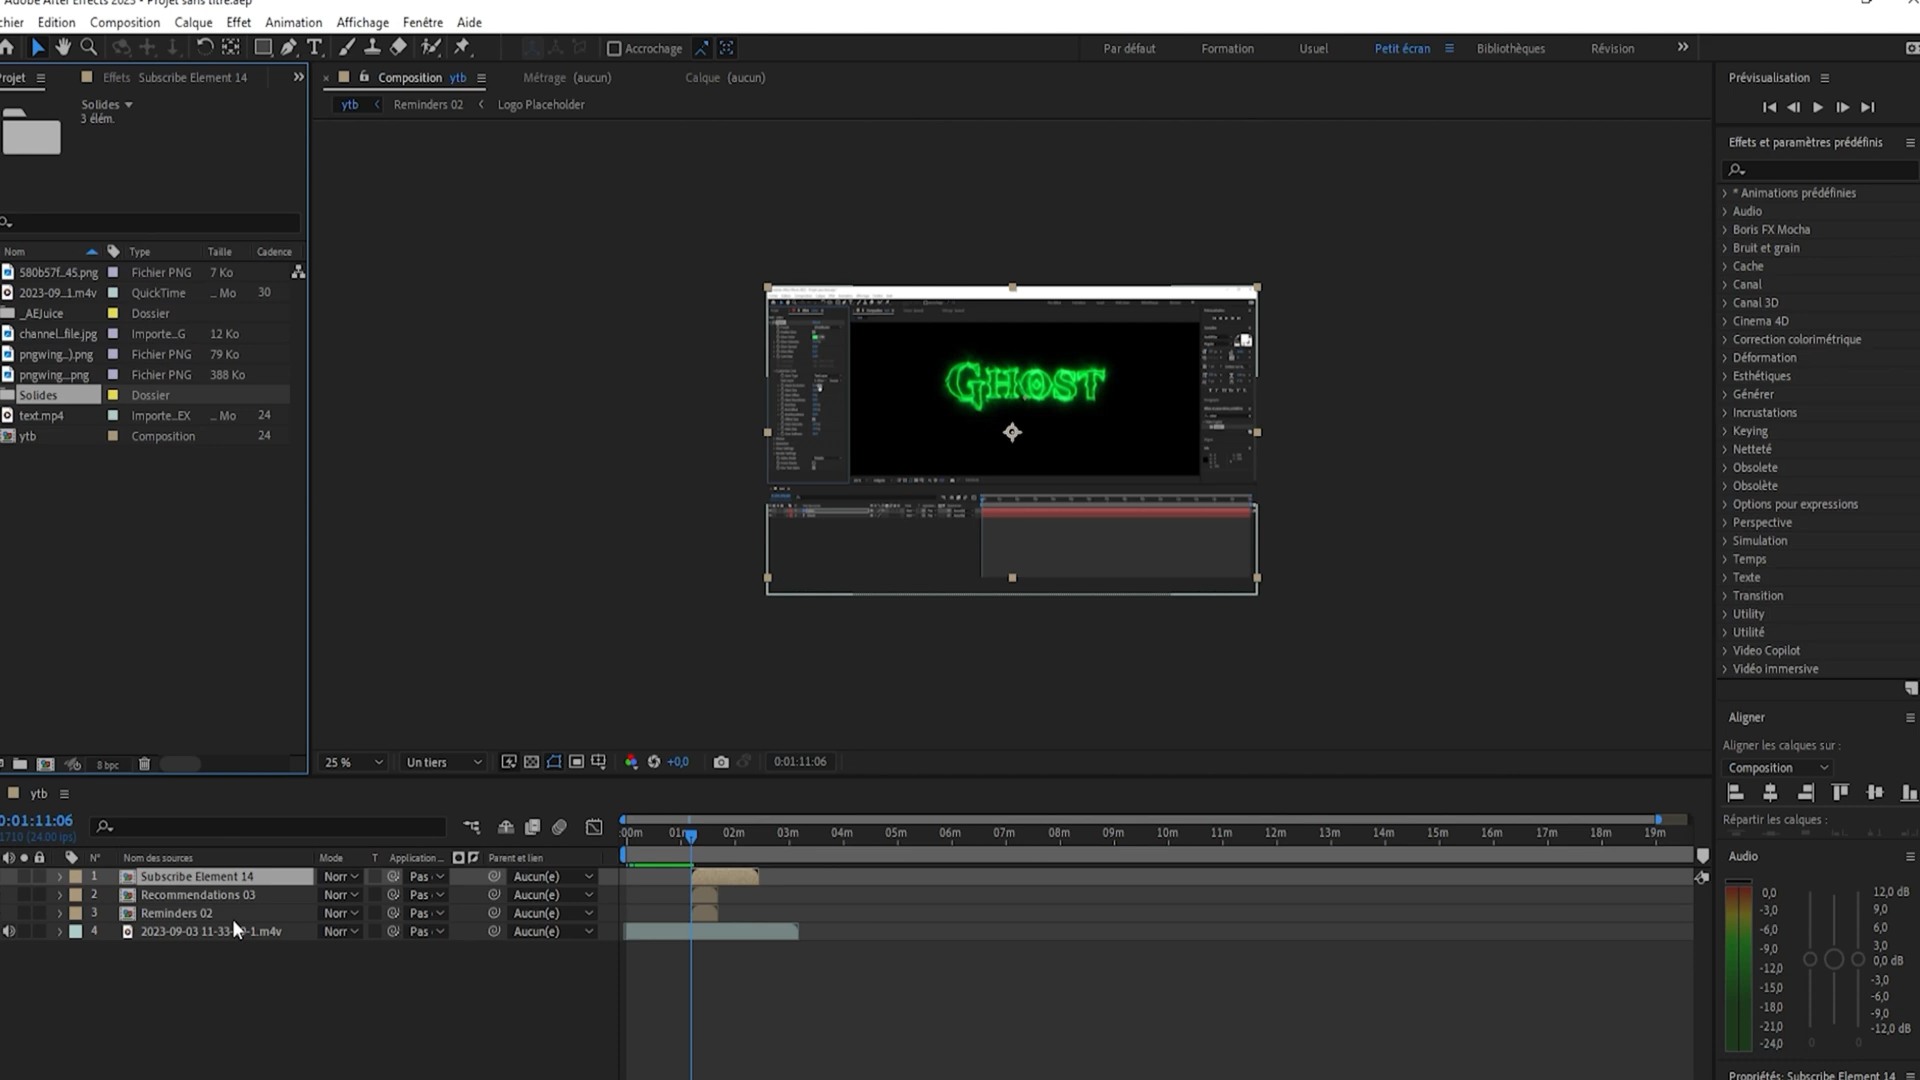 Adobe After Effects 2023 - Projet sans titre.aep
chier Edition Composition Calque Effet Animation Affichage Fenêtre Aide
Accrochage
Par défaut Formation Usuel Petit écran Bibliothèques Révision
Projet Effets Subscribe Element 14
Composition ytb Métrage (aucun) Calque (aucun)
ytb Reminders 02 Logo Placeholder
Solides
3 élém.
Nom Type Taille Cadence
580b57f_45.png Fichier PNG 7 Ko
2023-09_1.m4v QuickTime _ Mo 30
_AEJuice Dossier
channel_file.jpg Importe_G 12 Ko
pngwing_).png Fichier PNG 79 Ko
pngwing_.png Fichier PNG 388 Ko
Solides Dossier
text.mp4 Importe_EX _ Mo 24
ytb Composition 24
GHOST
8 bpc
25 % Un tiers +0,0 0:01:11:06
Prévisualisation
Effets et paramètres prédéfinis
* Animations prédéfinies
Audio
Boris FX Mocha
Bruit et grain
Cache
Canal
Canal 3D
Cinema 4D
Correction colorimétrique
Déformation
Esthétiques
Générer
Incrustations
Keying
Netteté
Obsolete
Obsolète
Options pour expressions
Perspective
Simulation
Temps
Texte
Transition
Utility
Utilité
Video Copilot
Vidéo immersive
Aligner
Aligner les calques sur :
Composition
Répartir les calques :
Audio
0,0 12,0 dB
-3,0 9,0
-6,0 6,0
-9,0 3,0
-12,0 0,0 dB
-15,0 -3,0
-18,0 -6,0
-21,0 -9,0
-24,0 -12,0 dB
0 0
Propriétés: Subscribe Element 14
ytb
0:01:11:06
1710 (24.00 ips)
:00m 01m 02m 03m 04m 05m 06m 07m 08m 09m 10m 11m 12m 13m 14m 15m 16m 17m 18m 19m
N° Nom des sources Mode T Application... Parent et lien
1 Subscribe Element 14 Norr Pas Aucun(e)
2 Recommendations 03 Norr Pas Aucun(e)
3 Reminders 02 Norr Pas Aucun(e)
4 2023-09-03 11-33- -1.m4v Norr Pas Aucun(e)